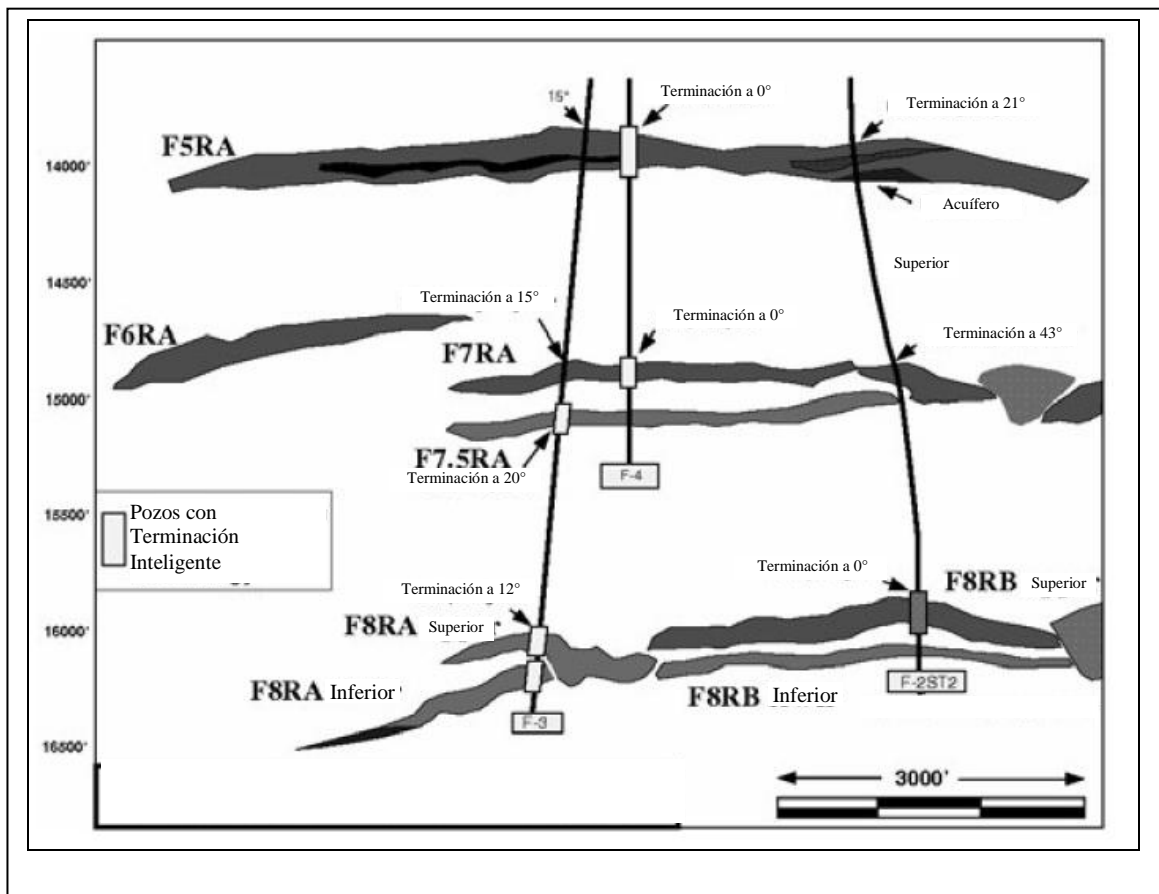 Terminación a 0°
15°
Terminación a 21°
F5RA
14000'
Acuífero
Superior
14500'
Terminación a 15°
Terminación a 0°
Terminación a 43°
F6RA
F7RA
15000'
F7.5RA
Terminación a 20°
F-4
15500'
Pozos con
Terminación
Inteligente
Terminación a 0°
F8RB Superior
Terminación a 12°
F8RA Superior
16000'
F8RA Inferior
F8RB Inferior
F-2ST2
F-3
16500'
3000'